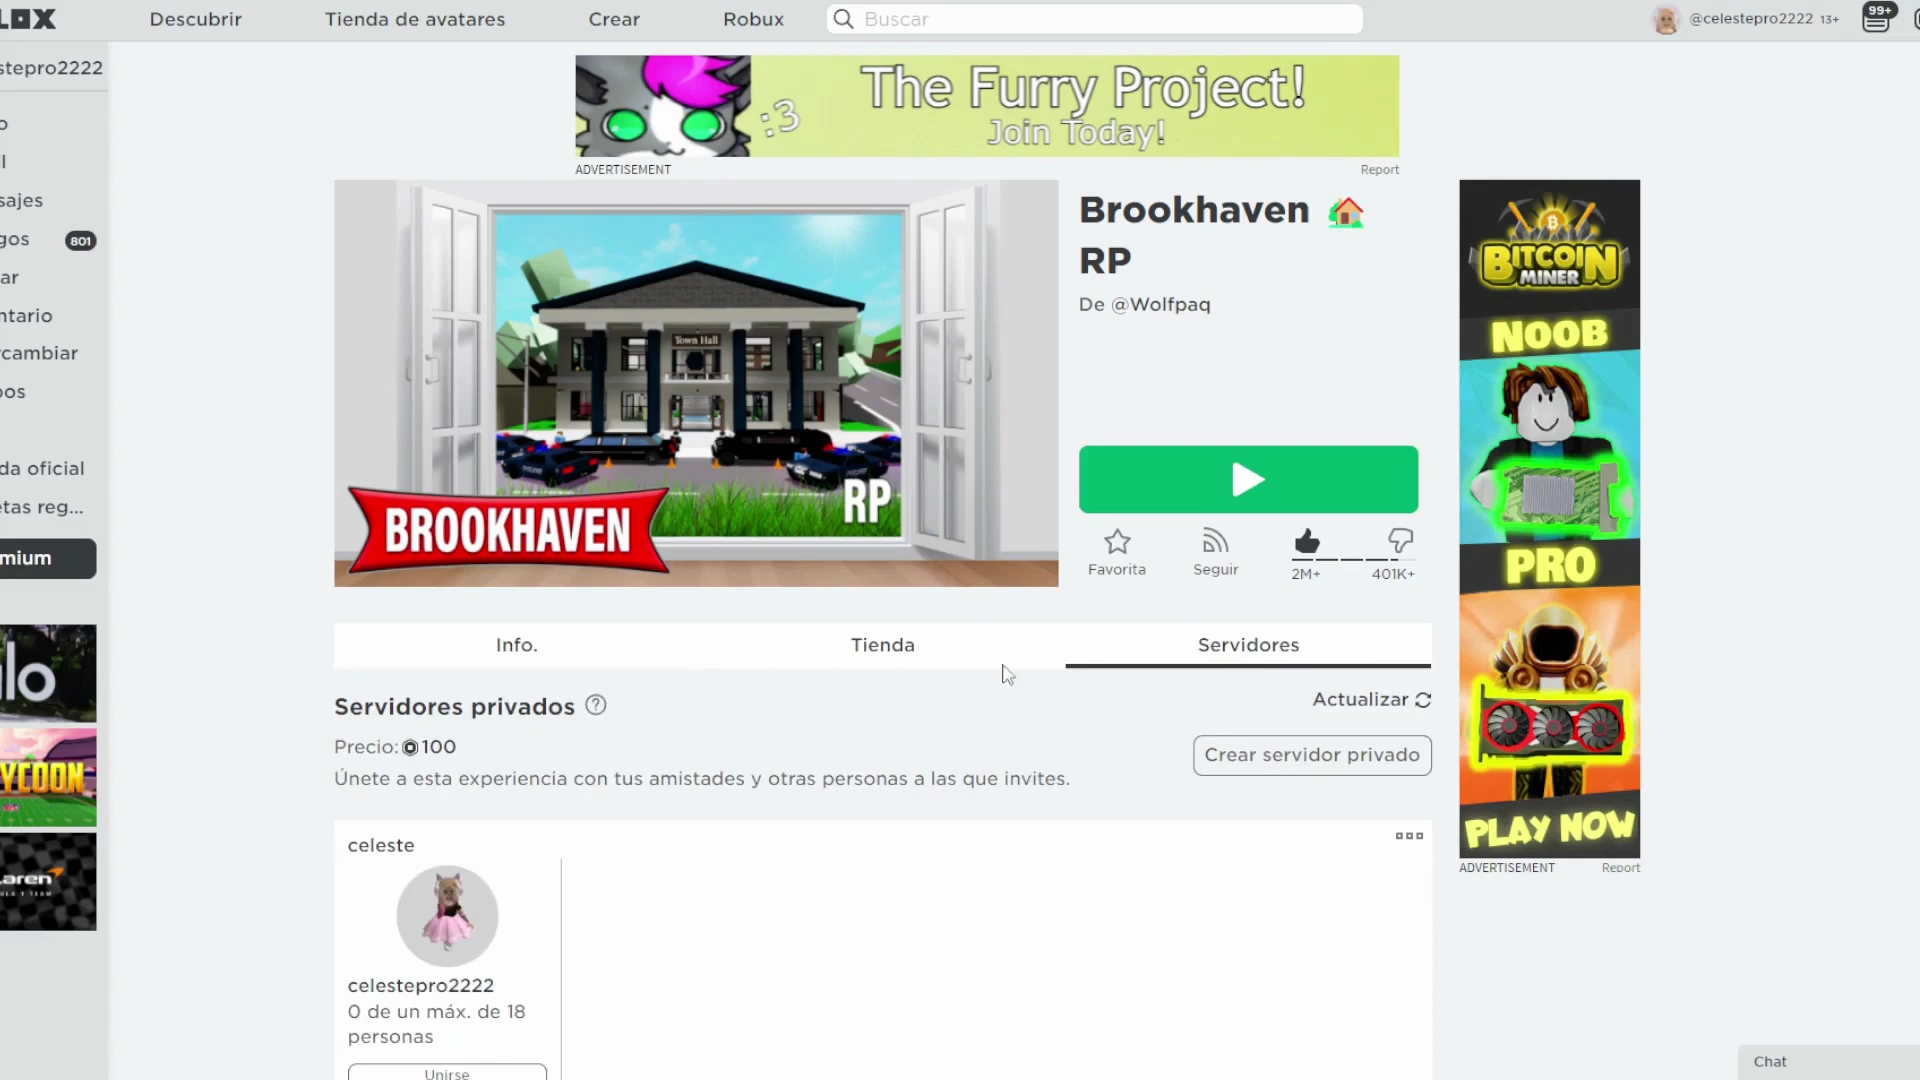 LOX
Descubrir
Tienda de avatares
Crear
Robux
Buscar
@celestepro2222 13+
99+
stepro2222
o
l
sajes
gos
801
ar
ntario
rcambiar
pos
da oficial
etas reg...
mium
lo
YCOON
aren
:3
The Furry Project!
Join Today!
ADVERTISEMENT
Report
Town Hall
BROOKHAVEN
RP
Brookhaven
RP
De @Wolfpaq
Favorita
Seguir
2M+
401K+
BITCOIN
MINER
NOOB
PRO
PLAY NOW
ADVERTISEMENT
Report
Info.
Tienda
Servidores
Servidores privados ?
Actualizar
Precio: 100
Crear servidor privado
Únete a esta experiencia con tus amistades y otras personas a las que invites.
celeste
celestepro2222
0 de un máx. de 18
personas
Unirse
Chat